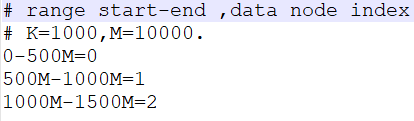 # range start-end ,data node index
# K=1000,M=10000.
0-500M=0
500M-1000M=1
1000M-1500M=2